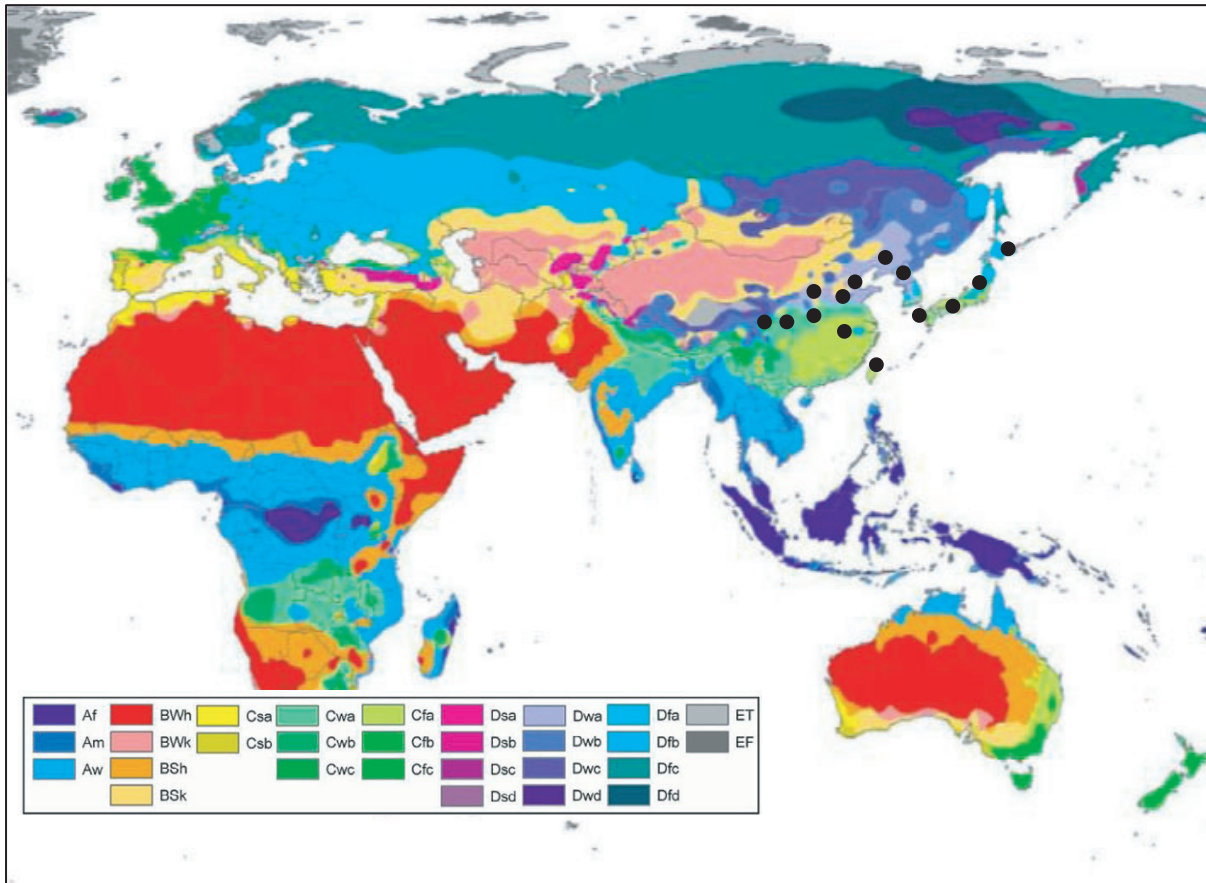 Af BWh Csa Cwa Cfa Dsa Dwa Dfa ET
Am BWk Csb Cwb Cfb Dsb Dwb Dfb EF
Aw BSh Cwc Cfc Dsc Dwc Dfc
BSk Dsd Dwd Dfd